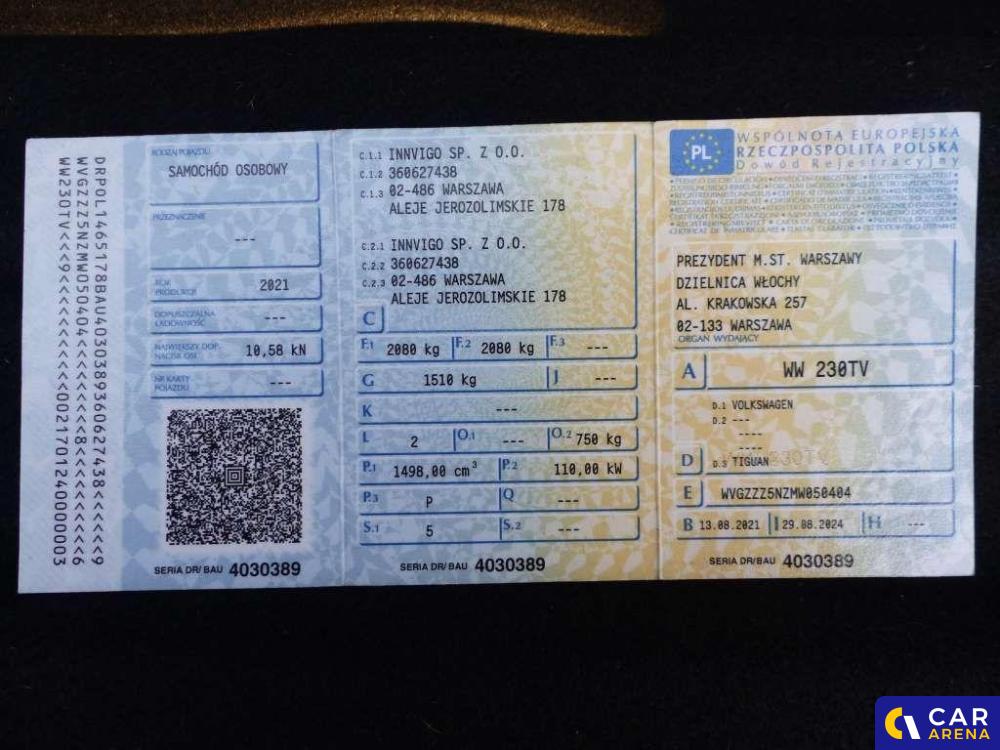 DRPOL1465178BAU4030389360627438<<<<<9
WVGZZZ5NZMW050404<<<<<<<<<8<<<<<<<<6
WW230TV<<<9<<<<<<<<<<<<<0021701240000003
RODZAJ POJAZDU
SAMOCHÓD OSOBOWY
PRZEZNACZENIE
---
ROK PRODUKCJI
2021
DOPUSZCZALNA ŁADOWNOŚĆ
---
NAJWIĘKSZY DOP. NACISK OSI
10,58 kN
NR KARTY POJAZDU
---
SERIA DR/BAU 4030389
C.1.1 INNVIGO SP. Z O.O.
C.1.2 360627438
C.1.3 02-486 WARSZAWA
ALEJE JEROZOLIMSKIE 178
C.2.1 INNVIGO SP. Z O.O.
C.2.2 360627438
C.2.3 02-486 WARSZAWA
ALEJE JEROZOLIMSKIE 178
C
F.1 2080 kg F.2 2080 kg F.3 ---
G 1510 kg J ---
K ---
L 2 O.1 --- O.2 750 kg
P.1 1498,00 cm³ P.2 110,00 kW
P.3 P Q ---
S.1 5 S.2 ---
SERIA DR/BAU 4030389
PL
WSPÓLNOTA EUROPEJSKA
RZECZPOSPOLITA POLSKA
Dowód Rejestracyjny
PREZYDENT M.ST. WARSZAWY
DZIELNICA WŁOCHY
AL. KRAKOWSKA 257
02-133 WARSZAWA
ORGAN WYDAJĄCY
A WW 230TV
D.1 VOLKSWAGEN
D.2 ---
----
----
D D.3 TIGUAN
E WVGZZZ5NZMW050404
B 13.08.2021 I 29.08.2024 H ---
SERIA DR/BAU 4030389
CAR
ARENA